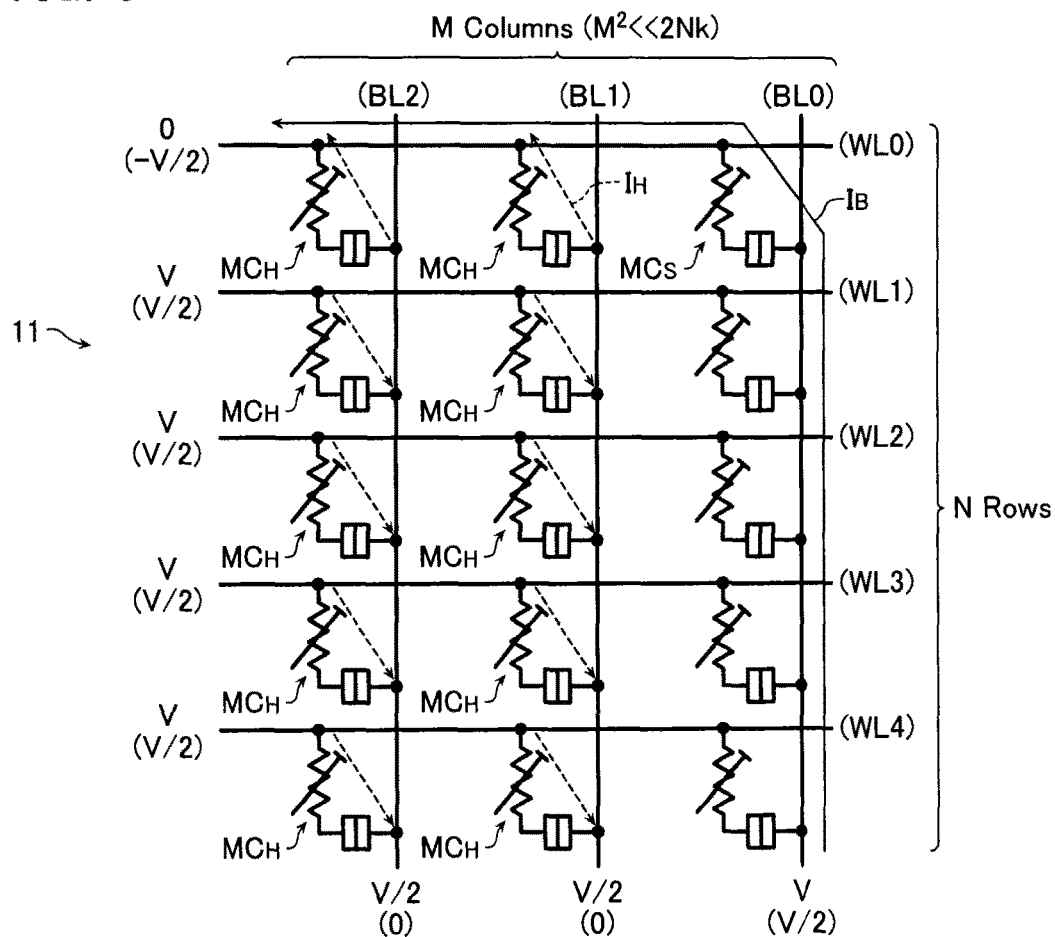 M Columns (M²<<2Nk)
(BL2) (BL1) (BL0)
0
(-V/2)
(WL0)
IH
IB
MCH MCH MCS
V
(V/2)
(WL1)
11
MCH MCH
V
(V/2)
(WL2)
N Rows
MCH MCH
V
(V/2)
(WL3)
MCH MCH
V
(V/2)
(WL4)
MCH MCH
V/2 V/2 V
(0) (0) (V/2)